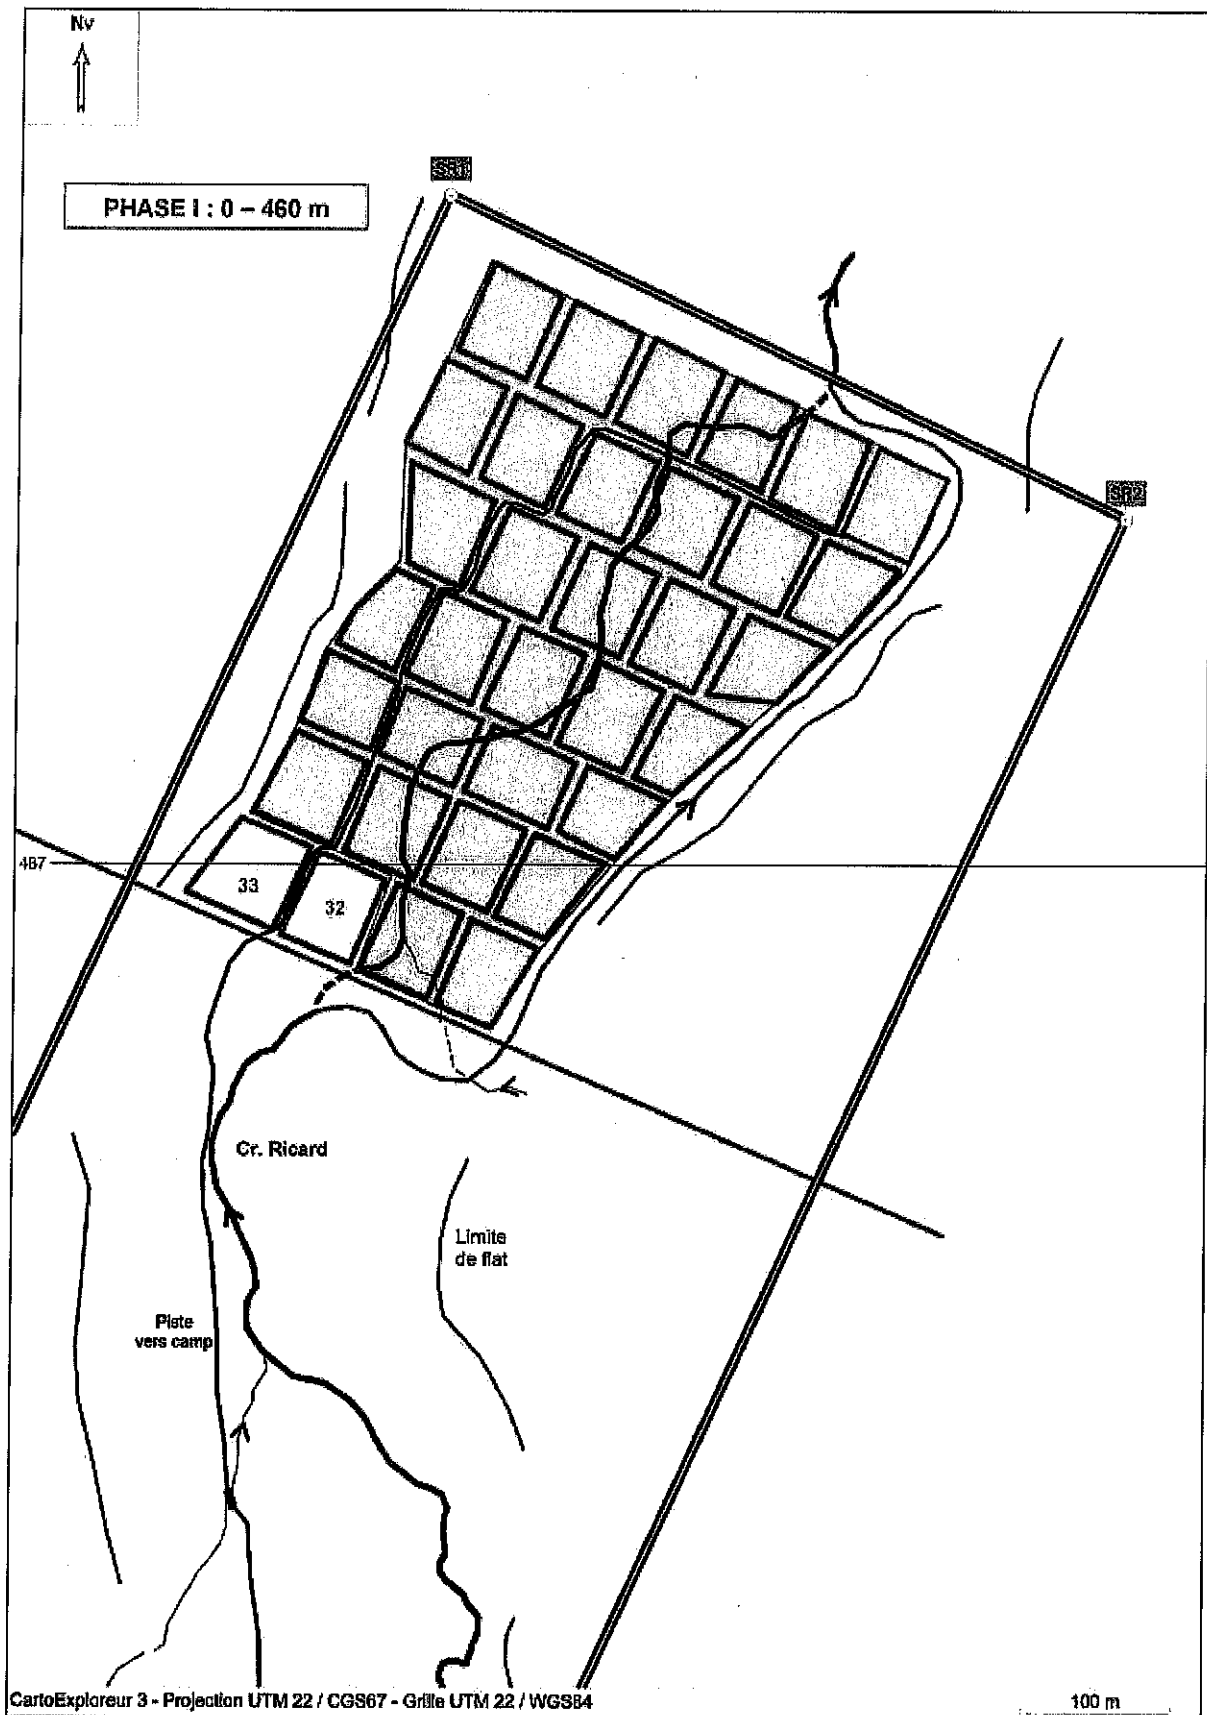 Nv
SR1
PHASE I : 0 – 460 m
SR2
487
33
32
Cr. Ricard
Limite
de flat
Piste
vers camp
CartoExploreur 3 - Projection UTM 22 / CGS67 - Grille UTM 22 / WGS84
100 m